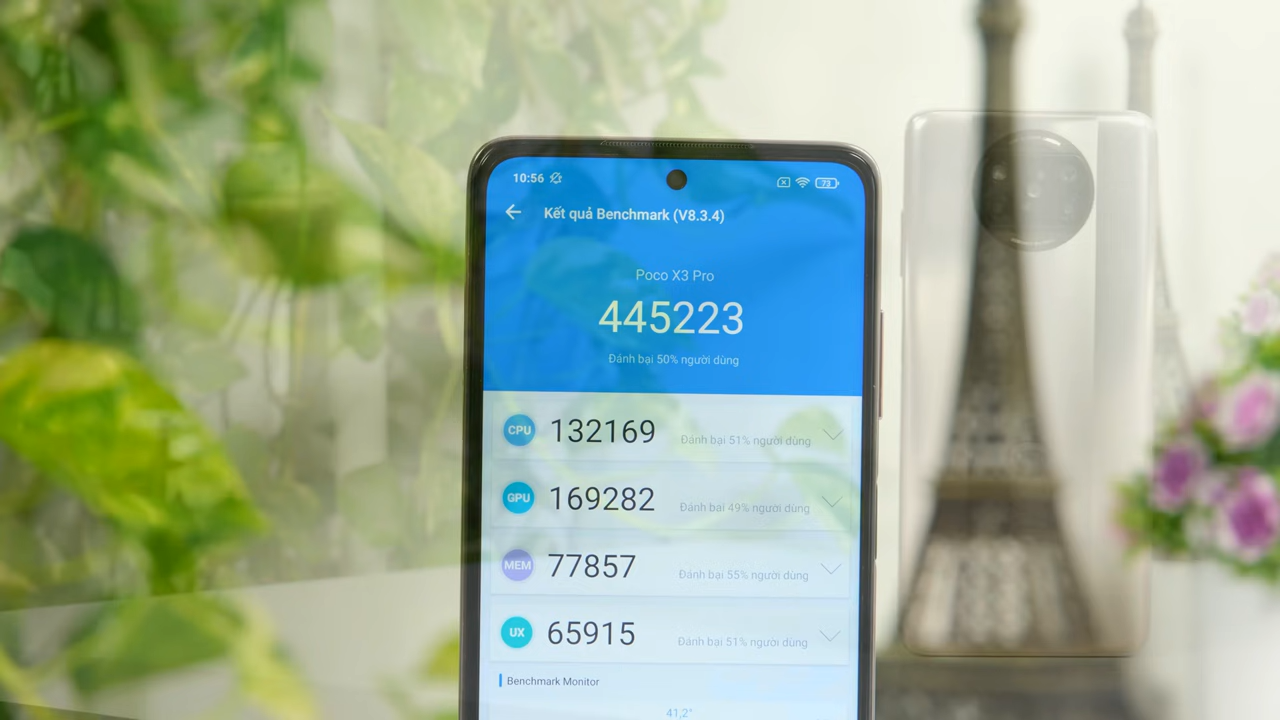 10:56
73
Kết quả Benchmark (V8.3.4)
Poco X3 Pro
445223
Đánh bại 50% người dùng
CPU 132169 Đánh bại 51% người dùng
GPU 169282 Đánh bại 49% người dùng
MEM 77857 Đánh bại 55% người dùng
UX 65915 Đánh bại 51% người dùng
Benchmark Monitor
41,2°